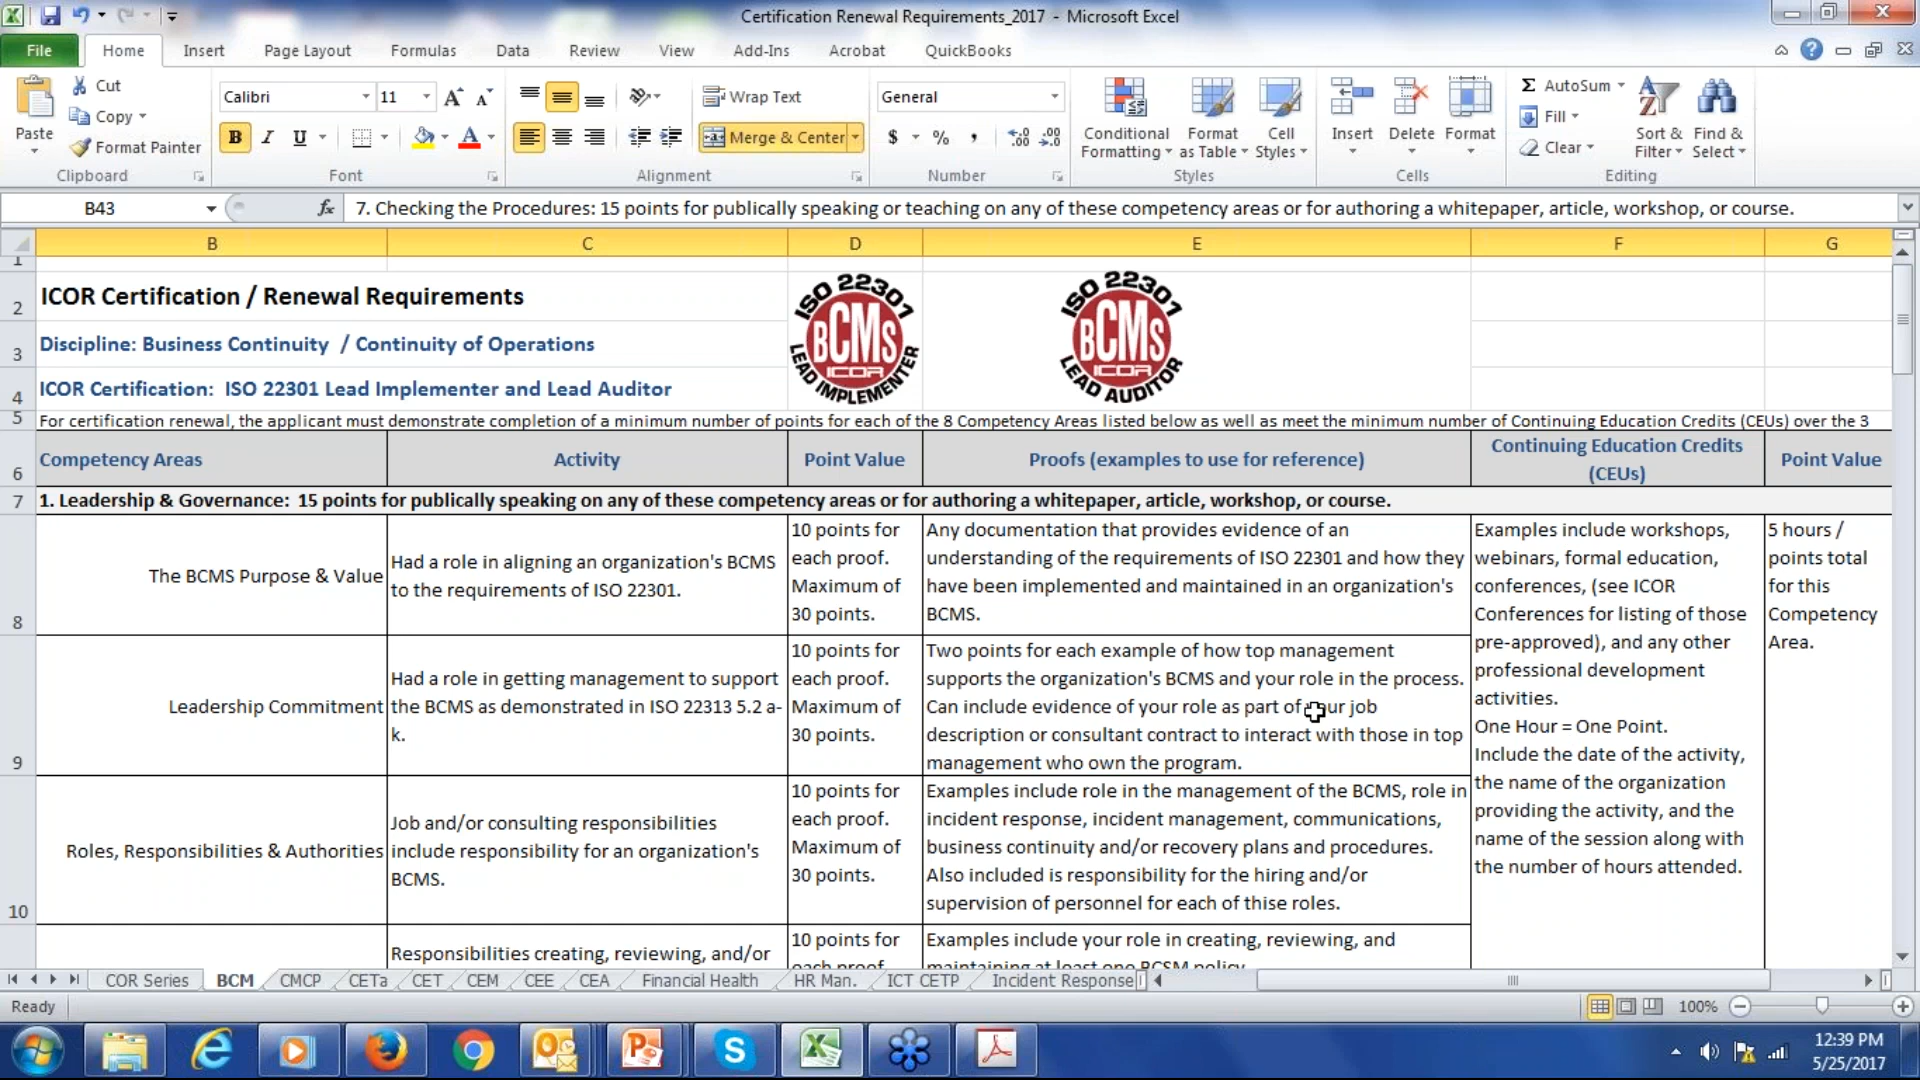 Certification Renewal Requirements_2017 - Microsoft Excel
File Home Insert Page Layout Formulas Data Review View Add-Ins Acrobat QuickBooks
Paste
Cut
Copy
Format Painter
Clipboard
Calibri 11
B I U A
Font
Wrap Text
Merge & Center
Alignment
General
$ % ,
Number
Conditional Formatting
Format as Table
Cell Styles
Styles
Insert Delete Format
Cells
Σ AutoSum
Fill
Clear
Sort & Filter
Find & Select
Editing
B43 fx 7. Checking the Procedures: 15 points for publically speaking or teaching on any of these competency areas or for authoring a whitepaper, article, workshop, or course.
B C D E F G
1
2 ICOR Certification / Renewal Requirements
3 Discipline: Business Continuity / Continuity of Operations
4 ICOR Certification: ISO 22301 Lead Implementer and Lead Auditor
ISO 22301
BCMs
ICOR
LEAD IMPLEMENTER
ISO 22301
BCMs
ICOR
LEAD AUDITOR
5 For certification renewal, the applicant must demonstrate completion of a minimum number of points for each of the 8 Competency Areas listed below as well as meet the minimum number of Continuing Education Credits (CEUs) over the 3
6 Competency Areas Activity Point Value Proofs (examples to use for reference) Continuing Education Credits (CEUs) Point Value
7 1. Leadership & Governance: 15 points for publically speaking on any of these competency areas or for authoring a whitepaper, article, workshop, or course.
8
The BCMS Purpose & Value
Had a role in aligning an organization's BCMS
to the requirements of ISO 22301.
10 points for
each proof.
Maximum of
30 points.
Any documentation that provides evidence of an
understanding of the requirements of ISO 22301 and how they
have been implemented and maintained in an organization's
BCMS.
Examples include workshops,
webinars, formal education,
conferences, (see ICOR
Conferences for listing of those
pre-approved), and any other
professional development
activities.
One Hour = One Point.
Include the date of the activity,
the name of the organization
providing the activity, and the
name of the session along with
the number of hours attended.
5 hours /
points total
for this
Competency
Area.
9
Leadership Commitment
Had a role in getting management to support
the BCMS as demonstrated in ISO 22313 5.2 a-
k.
10 points for
each proof.
Maximum of
30 points.
Two points for each example of how top management
supports the organization's BCMS and your role in the process.
Can include evidence of your role as part of your job
description or consultant contract to interact with those in top
management who own the program.
10
Roles, Responsibilities & Authorities
Job and/or consulting responsibilities
include responsibility for an organization's
BCMS.
10 points for
each proof.
Maximum of
30 points.
Examples include role in the management of the BCMS, role in
incident response, incident management, communications,
business continuity and/or recovery plans and procedures.
Also included is responsibility for the hiring and/or
supervision of personnel for each of thise roles.
Responsibilities creating, reviewing, and/or
10 points for
each proof.
Examples include your role in creating, reviewing, and
maintaining at least one BCSM policy.
COR Series BCM CMCP CETa CET CEM CEE CEA Financial Health HR Man. ICT CETP Incident Response
Ready 100%
12:39 PM
5/25/2017